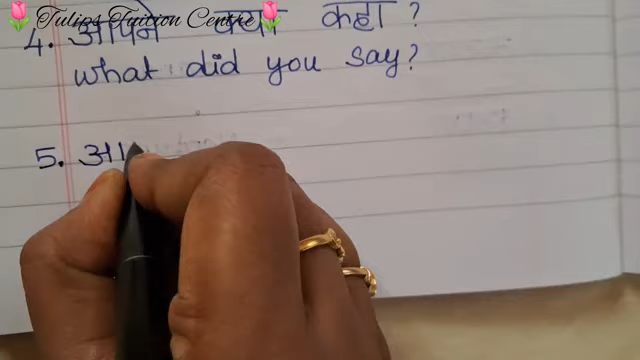 🌷Tulips Tuition Centre🌷
4. आपने क्या कहा ?
What did you say?
5. आ